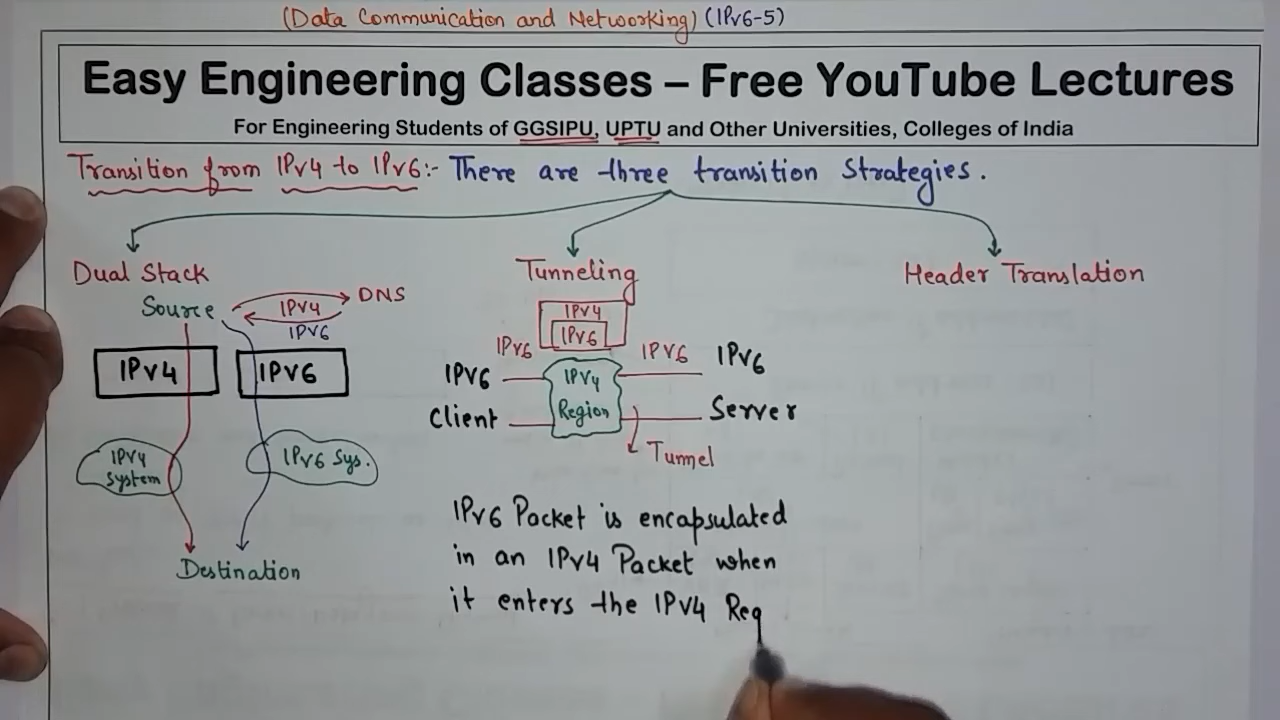 (Data Communication and Networking) (IPv6-5)
Easy Engineering Classes – Free YouTube Lectures
For Engineering Students of GGSIPU, UPTU and Other Universities, Colleges of India
Transition from IPv4 to IPv6:- There are three transition Strategies.
Dual Stack
Source
IPv4
DNS
IPv6
IPv4
IPv6
IPv4
System
IPv6 Sys.
Destination
Tunneling
IPv4
IPv6
IPv6
IPv6
IPv6
Client
IPv4
Region
IPv6
Server
Tunnel
IPv6 Packet is encapsulated
in an IPv4 Packet when
it enters the IPv4 Reg
Header Translation